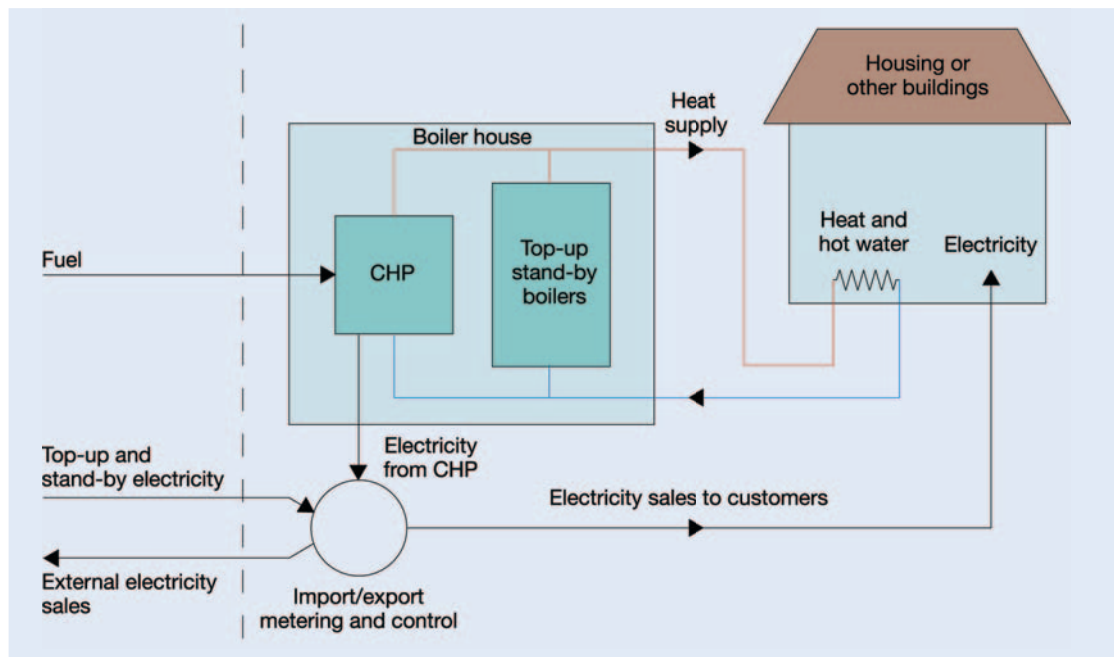 Housing or
other buildings
Heat
supply
Boiler house
Heat and
hot water
Electricity
Fuel
CHP
Top-up
stand-by
boilers
Top-up and
stand-by electricity
Electricity
from CHP
Electricity sales to customers
External electricity
sales
Import/export
metering and control